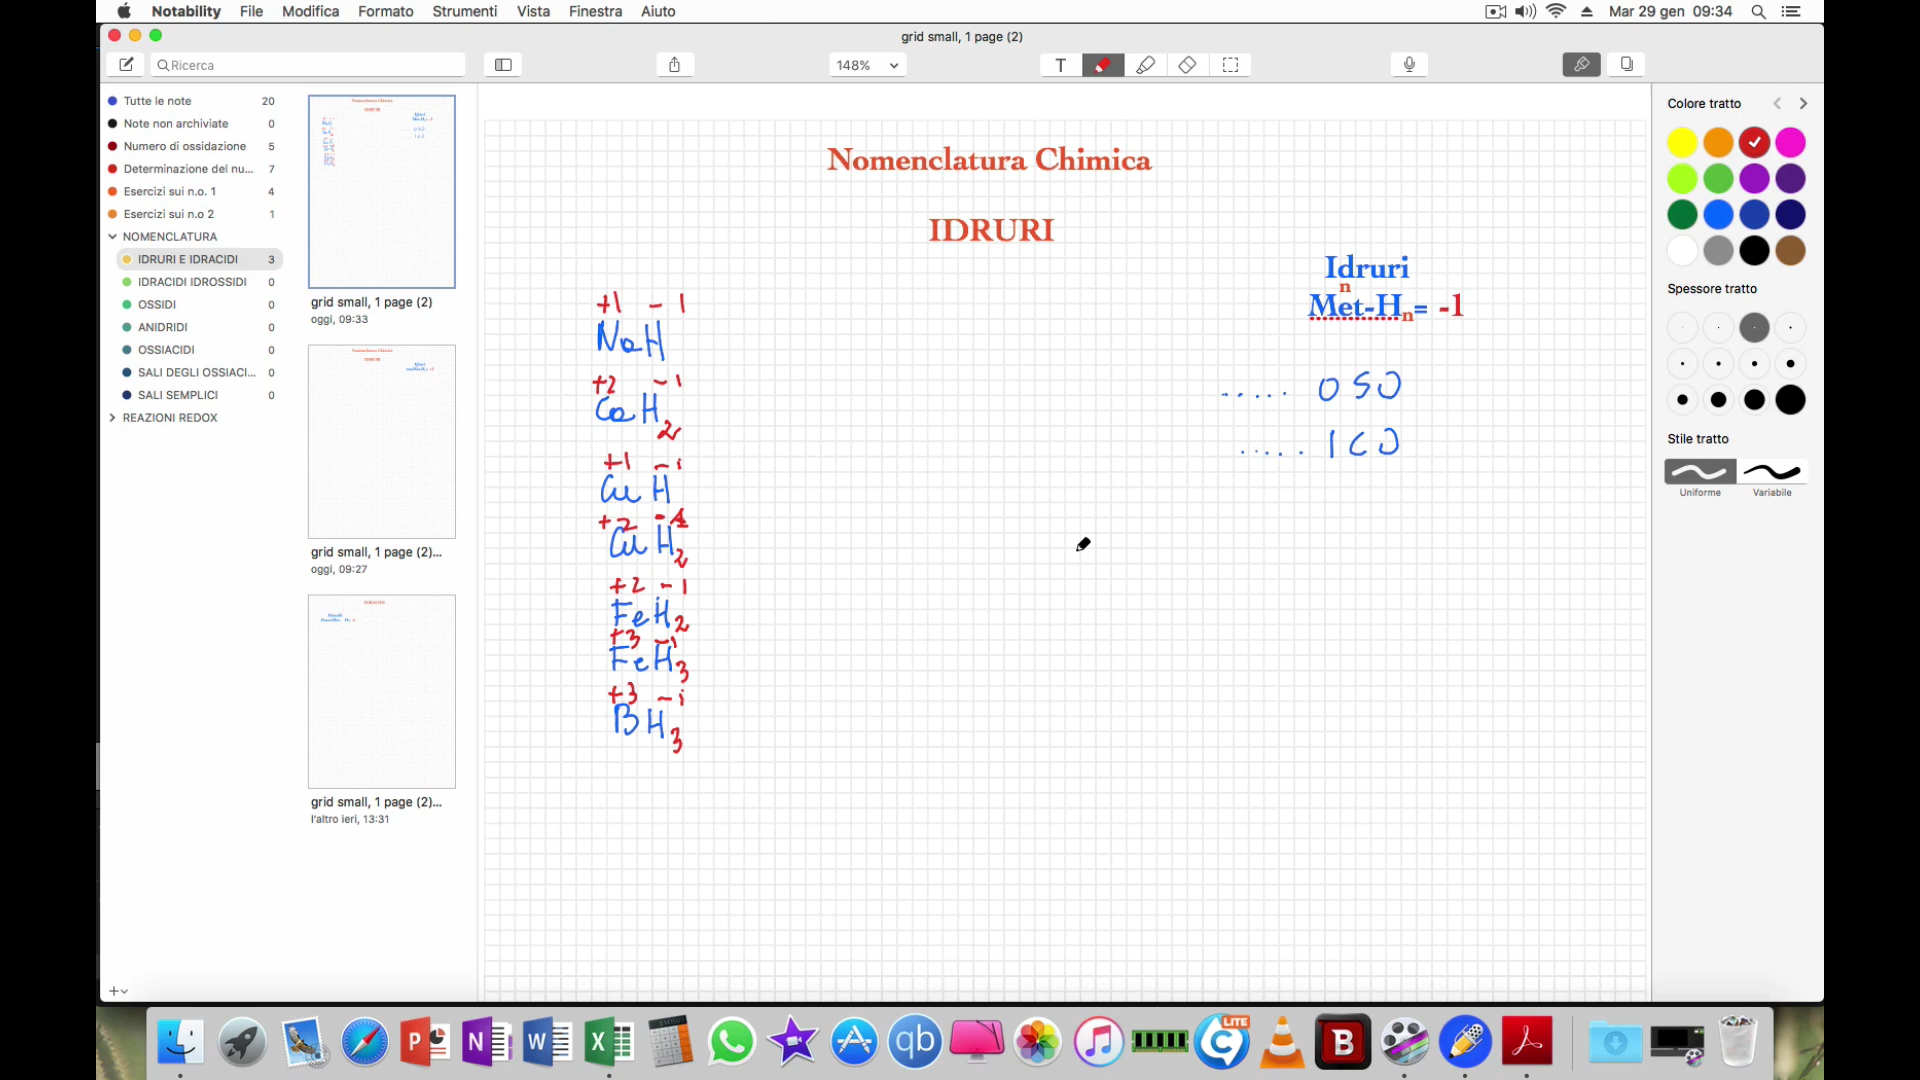 Notability File Modifica Formato Strumenti Vista Finestra Aiuto Mar 29 gen 09:34
grid small, 1 page (2)
Ricerca 148% T
Tutte le note 20
Note non archiviate 0
Numero di ossidazione 5
Determinazione del nu... 7
Esercizi sui n.o. 1 4
Esercizi sui n.o 2 1
NOMENCLATURA
IDRURI E IDRACIDI 3
IDRACIDI IDROSSIDI 0
OSSIDI 0
ANIDRIDI 0
OSSIACIDI 0
SALI DEGLI OSSIACI... 0
SALI SEMPLICI 0
REAZIONI REDOX
grid small, 1 page (2)
oggi, 09:33
grid small, 1 page (2)...
oggi, 09:27
grid small, 1 page (2)...
l'altro ieri, 13:31
Nomenclatura Chimica
IDRURI
Idruri
n
Met-Hn= -1
..... OSO
..... ICO
+1 -1
NaH
+2 -1
CaH2
+1 -1
CuH
+2 -1
CuH2
+2 -1
FeH2
+3 -1
FeH3
+3 -1
BH3
Colore tratto
Spessore tratto
Stile tratto
Uniforme Variabile
P N W X qb LITE B